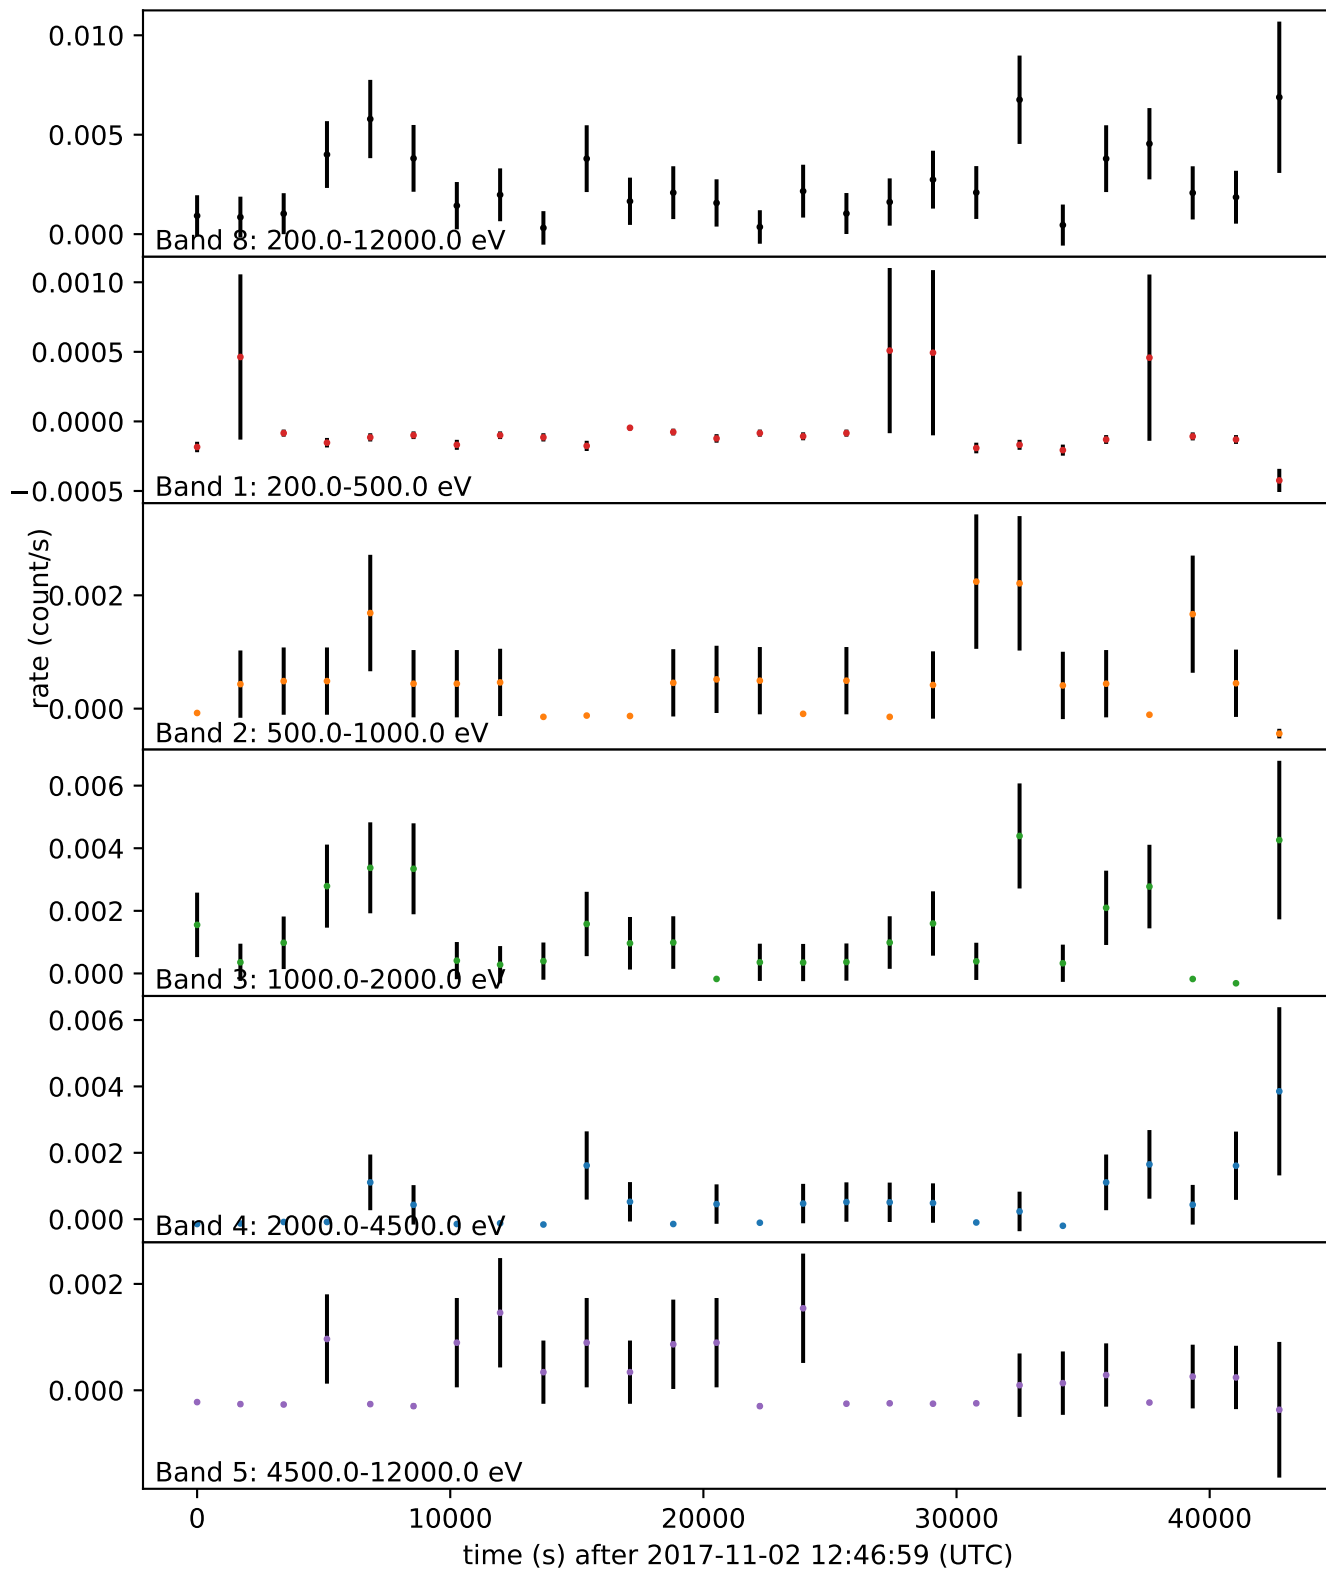 0.010
0.005
0.000
Band 8: 200.0-12000.0 eV
0.0010
0.0005
0.0000
−0.0005
Band 1: 200.0-500.0 eV
rate (count/s)
0.002
0.000
Band 2: 500.0-1000.0 eV
0.006
0.004
0.002
0.000
Band 3: 1000.0-2000.0 eV
0.006
0.004
0.002
0.000
Band 4: 2000.0-4500.0 eV
0.002
0.000
Band 5: 4500.0-12000.0 eV
0 10000 20000 30000 40000
time (s) after 2017-11-02 12:46:59 (UTC)